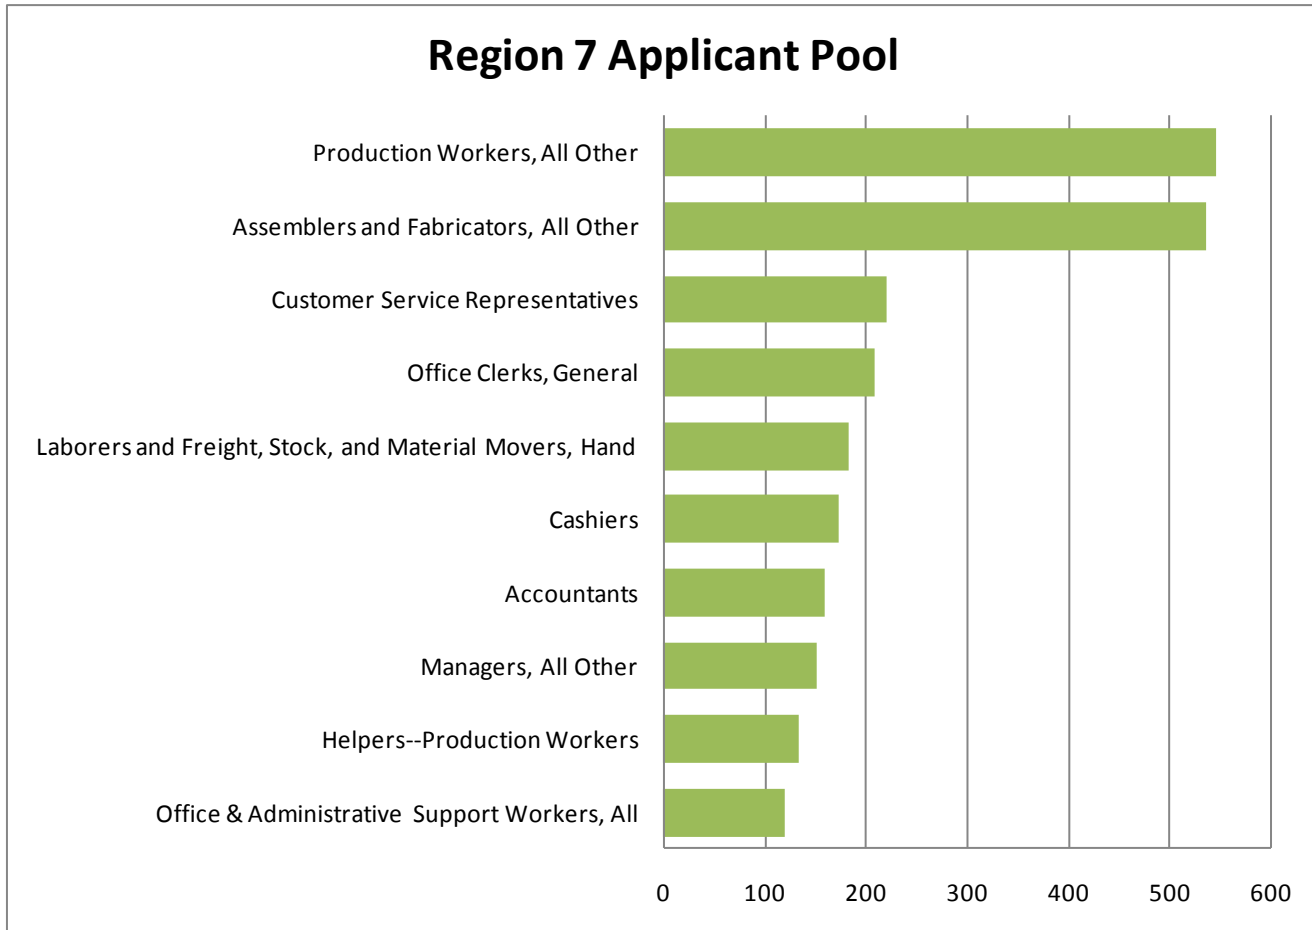 Region 7 Applicant Pool
Production Workers, All Other
Assemblers and Fabricators, All Other
Customer Service Representatives
Office Clerks, General
Laborers and Freight, Stock, and Material Movers, Hand
Cashiers
Accountants
Managers, All Other
Helpers--Production Workers
Office & Administrative Support Workers, All
0 100 200 300 400 500 600